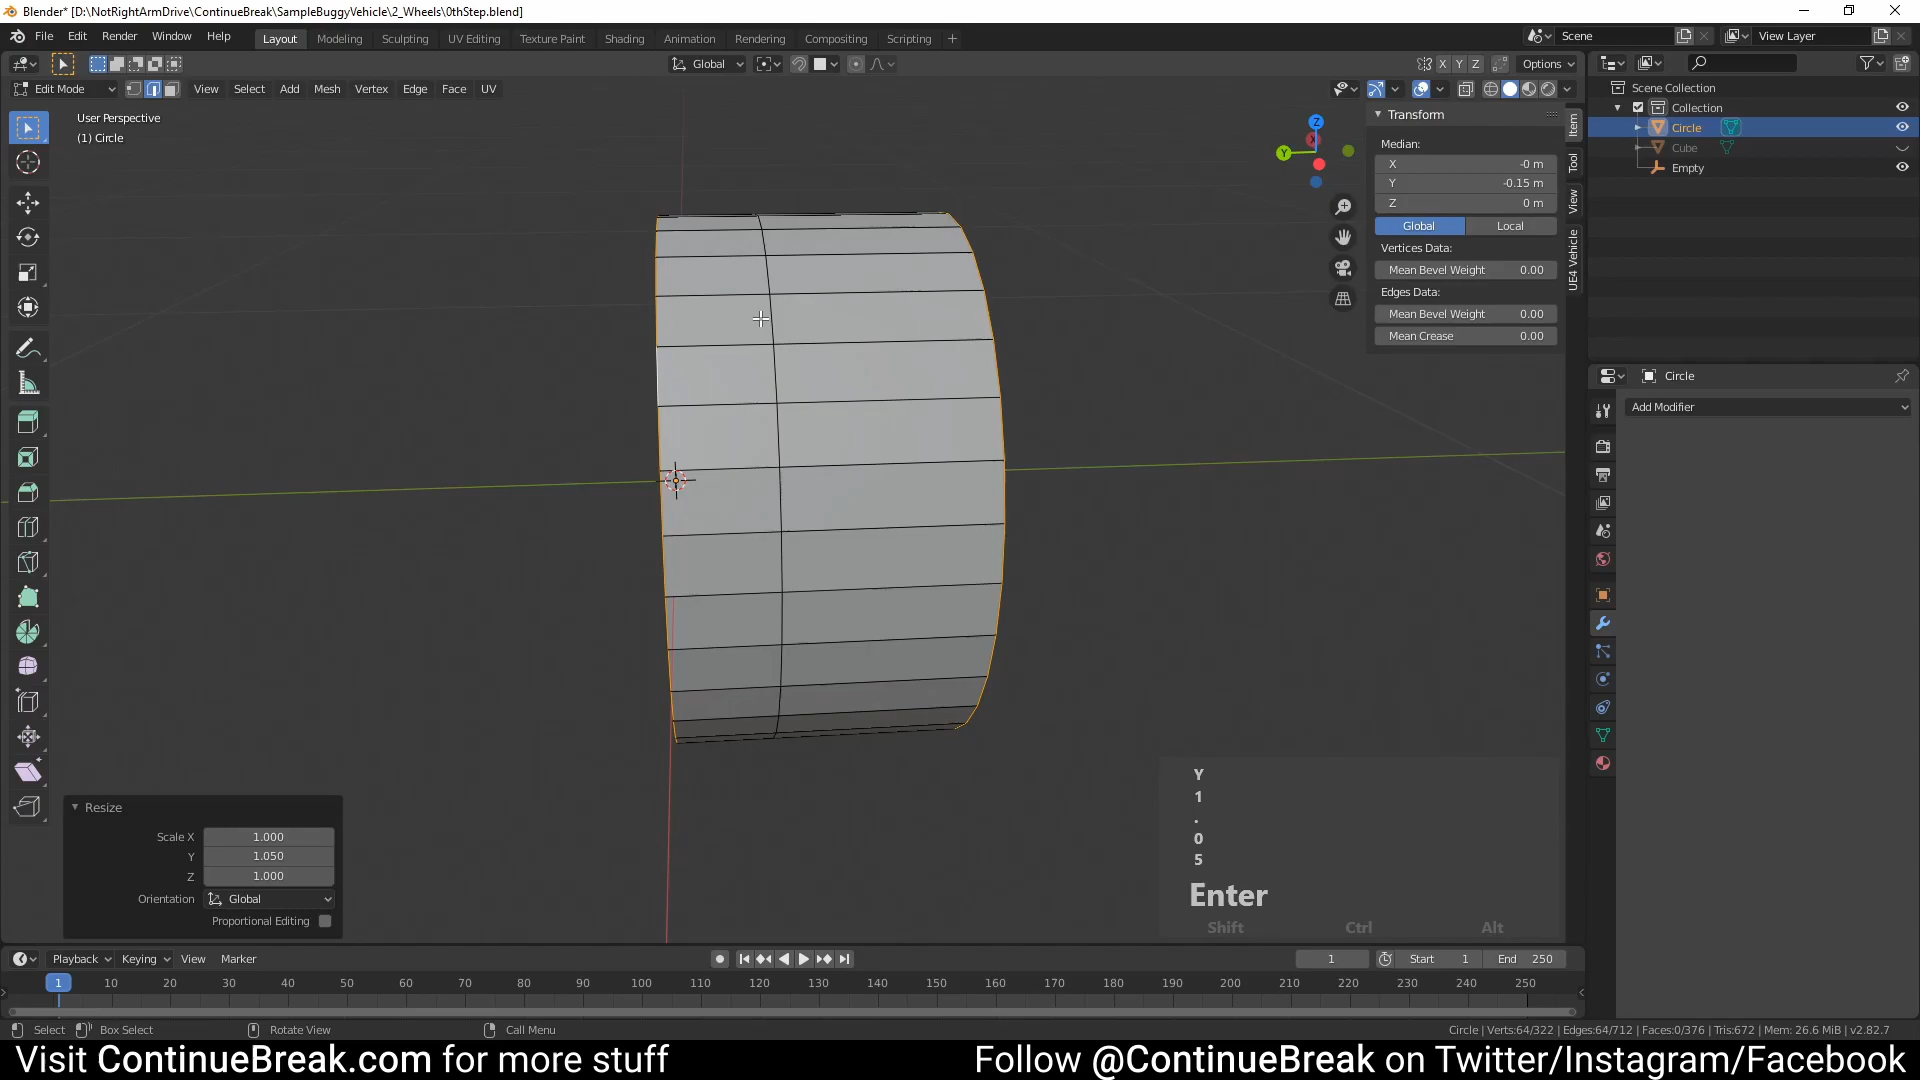 Blender* [D:\NotRightArmDrive\ContinueBreak\SampleBuggyVehicle\2_Wheels\0thStep.blend]
File Edit Render Window Help
Layout Modeling Sculpting UV Editing Texture Paint Shading Animation Rendering Compositing Scripting +
Scene
View Layer
Global
X Y Z
Options
Edit Mode
View Select Add Mesh Vertex Edge Face UV
User Perspective
(1) Circle
Z
Y
X
Transform
Median:
X -0 m
Y -0.15 m
Z 0 m
Global Local
Vertices Data:
Mean Bevel Weight 0.00
Edges Data:
Mean Bevel Weight 0.00
Mean Crease 0.00
Item
Tool
View
UE4 Vehicle
Scene Collection
Collection
Circle
Cube
Empty
Circle
Add Modifier
Resize
Scale X 1.000
Y 1.050
Z 1.000
Orientation Global
Proportional Editing
Y
1
.
0
5
Enter
Shift Ctrl Alt
Playback Keying View Marker
1
Start 1
End 250
1 10 20 30 40 50 60 70 80 90 100 110 120 130 140 150 160 170 180 190 200 210 220 230 240 250
Select Box Select Rotate View Call Menu
Circle | Verts:64/322 | Edges:64/712 | Faces:0/376 | Tris:672 | Mem: 26.6 MiB | v2.82.7
Visit ContinueBreak.com for more stuff
Follow @ContinueBreak on Twitter/Instagram/Facebook